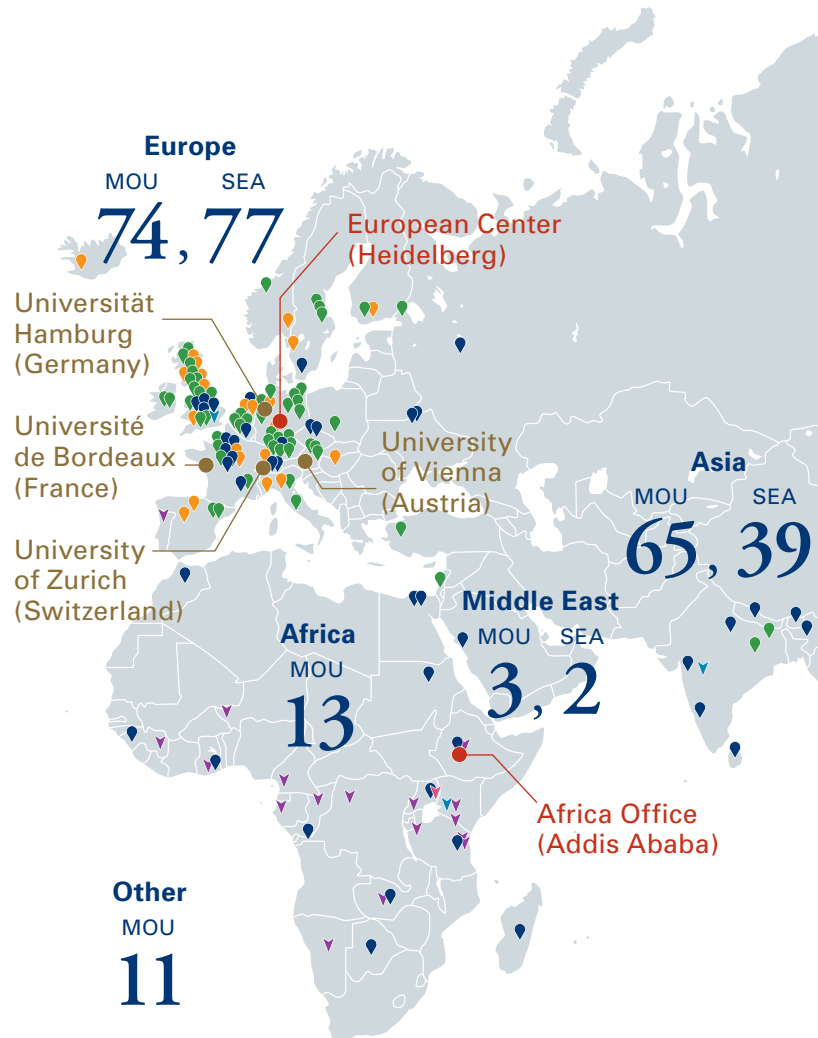 Europe
MOU SEA
74, 77
European Center
(Heidelberg)
Universität
Hamburg
(Germany)
Université
de Bordeaux
(France)
University
of Vienna
(Austria)
University
of Zurich
(Switzerland)
Asia
MOU SEA
65, 39
Middle East
MOU SEA
3, 2
Africa
MOU
13
Africa Office
(Addis Ababa)
Other
MOU
11